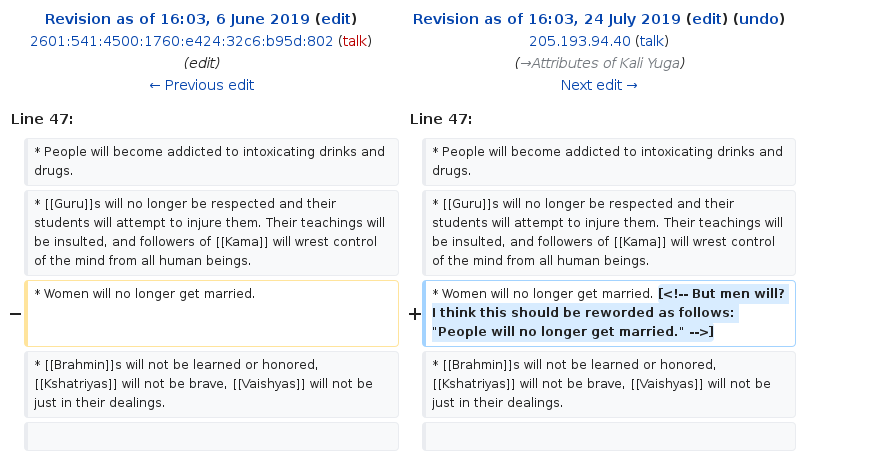 Revision as of 16:03, 6 June 2019 (edit)
2601:541:4500:1760:e424:32c6:b95d:802 (talk)
(edit)
← Previous edit
Revision as of 16:03, 24 July 2019 (edit) (undo)
205.193.94.40 (talk)
(→Attributes of Kali Yuga)
Next edit →
Line 47:
Line 47:
* People will become addicted to intoxicating drinks and
drugs.
* People will become addicted to intoxicating drinks and
drugs.
* [[Guru]]s will no longer be respected and their
students will attempt to injure them. Their teachings will
be insulted, and followers of [[Kama]] will wrest control
of the mind from all human beings.
* [[Guru]]s will no longer be respected and their
students will attempt to injure them. Their teachings will
be insulted, and followers of [[Kama]] will wrest control
of the mind from all human beings.
− * Women will no longer get married.
+ * Women will no longer get married. [<!-- But men will?
I think this should be reworded as follows:
"People will no longer get married." -->]
* [[Brahmin]]s will not be learned or honored,
[[Kshatriyas]] will not be brave, [[Vaishyas]] will not be
just in their dealings.
* [[Brahmin]]s will not be learned or honored,
[[Kshatriyas]] will not be brave, [[Vaishyas]] will not be
just in their dealings.